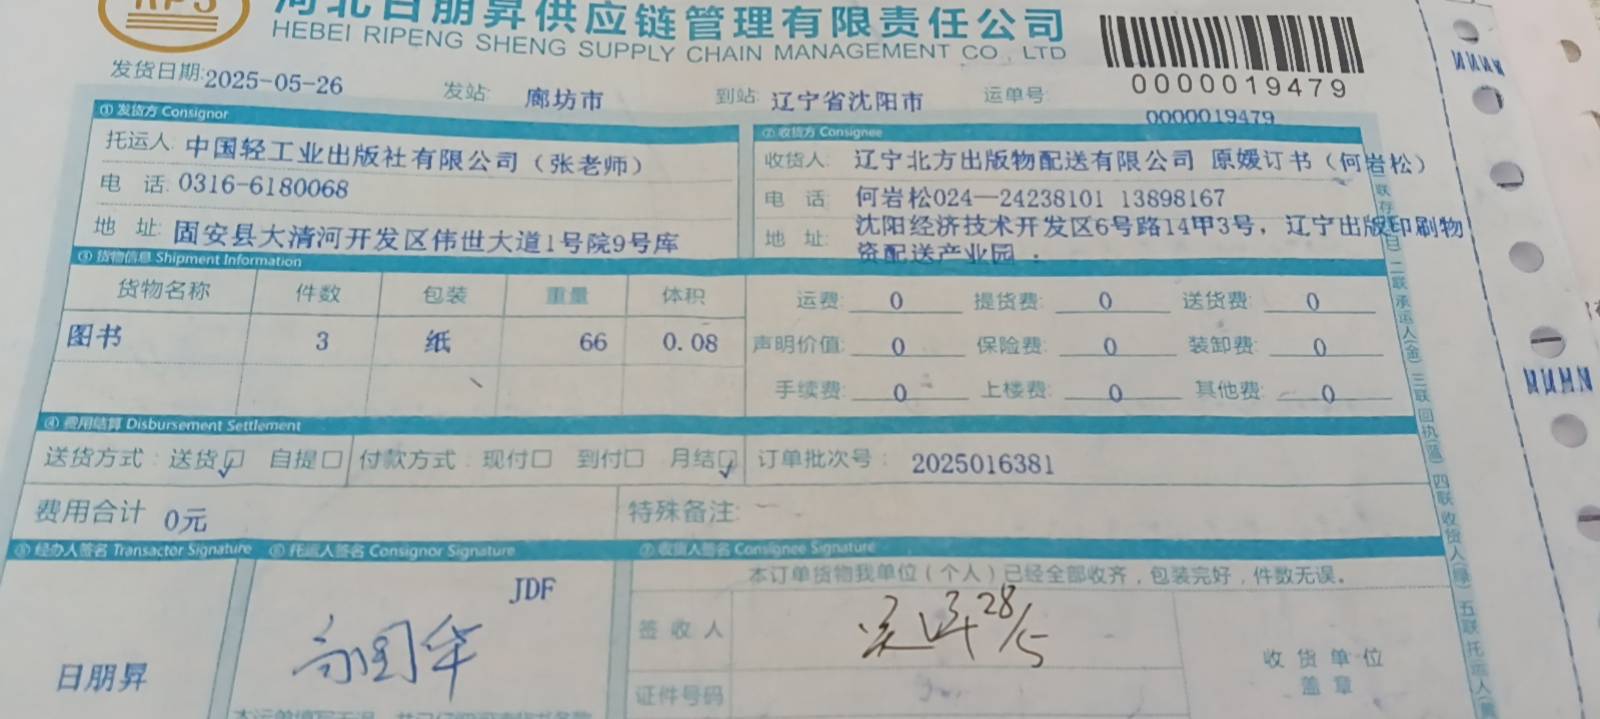 河北日朋昇供应链管理有限责任公司
HEBEI RIPENG SHENG SUPPLY CHAIN MANAGEMENT CO., LTD
0000019479
发货日期:2025-05-26 发站: 廊坊市 到站: 辽宁省沈阳市 运单号: 0000019479
① 发货方 Consignor
托运人: 中国轻工业出版社有限公司（张老师）
电 话: 0316-6180068
地 址: 固安县大清河开发区伟世大道1号院9号库
② 收货方 Consignee
收货人: 辽宁北方出版物配送有限公司 原媛订书（何岩松）
电 话: 何岩松024—24238101 13898167
地 址: 沈阳经济技术开发区6号路14甲3号，辽宁出版印刷物
资配送产业园
③ 货物信息 Shipment Information
货物名称 件数 包装 重量 体积
图书 3 纸 66 0.08
运费: 0 提货费: 0 送货费: 0
声明价值: 0 保险费: 0 装卸费: 0
手续费: 0 上楼费: 0 其他费: 0
④ 费用结算 Disbursement Settlement
送货方式: 送货☑ 自提□ 付款方式: 现付□ 到付□ 月结☑ 订单批次号: 2025016381
费用合计 0元 特殊备注:
⑤ 经办人签名 Transactor Signature ⑥ 托运人签名 Consignor Signature ⑦ 收货人签名 Consignee Signature
本订单货物我单位（个人）已经全部收齐，包装完好，件数无误。
JDF
签收人 28/5
日朋昇
收货单位
盖章
证件号码